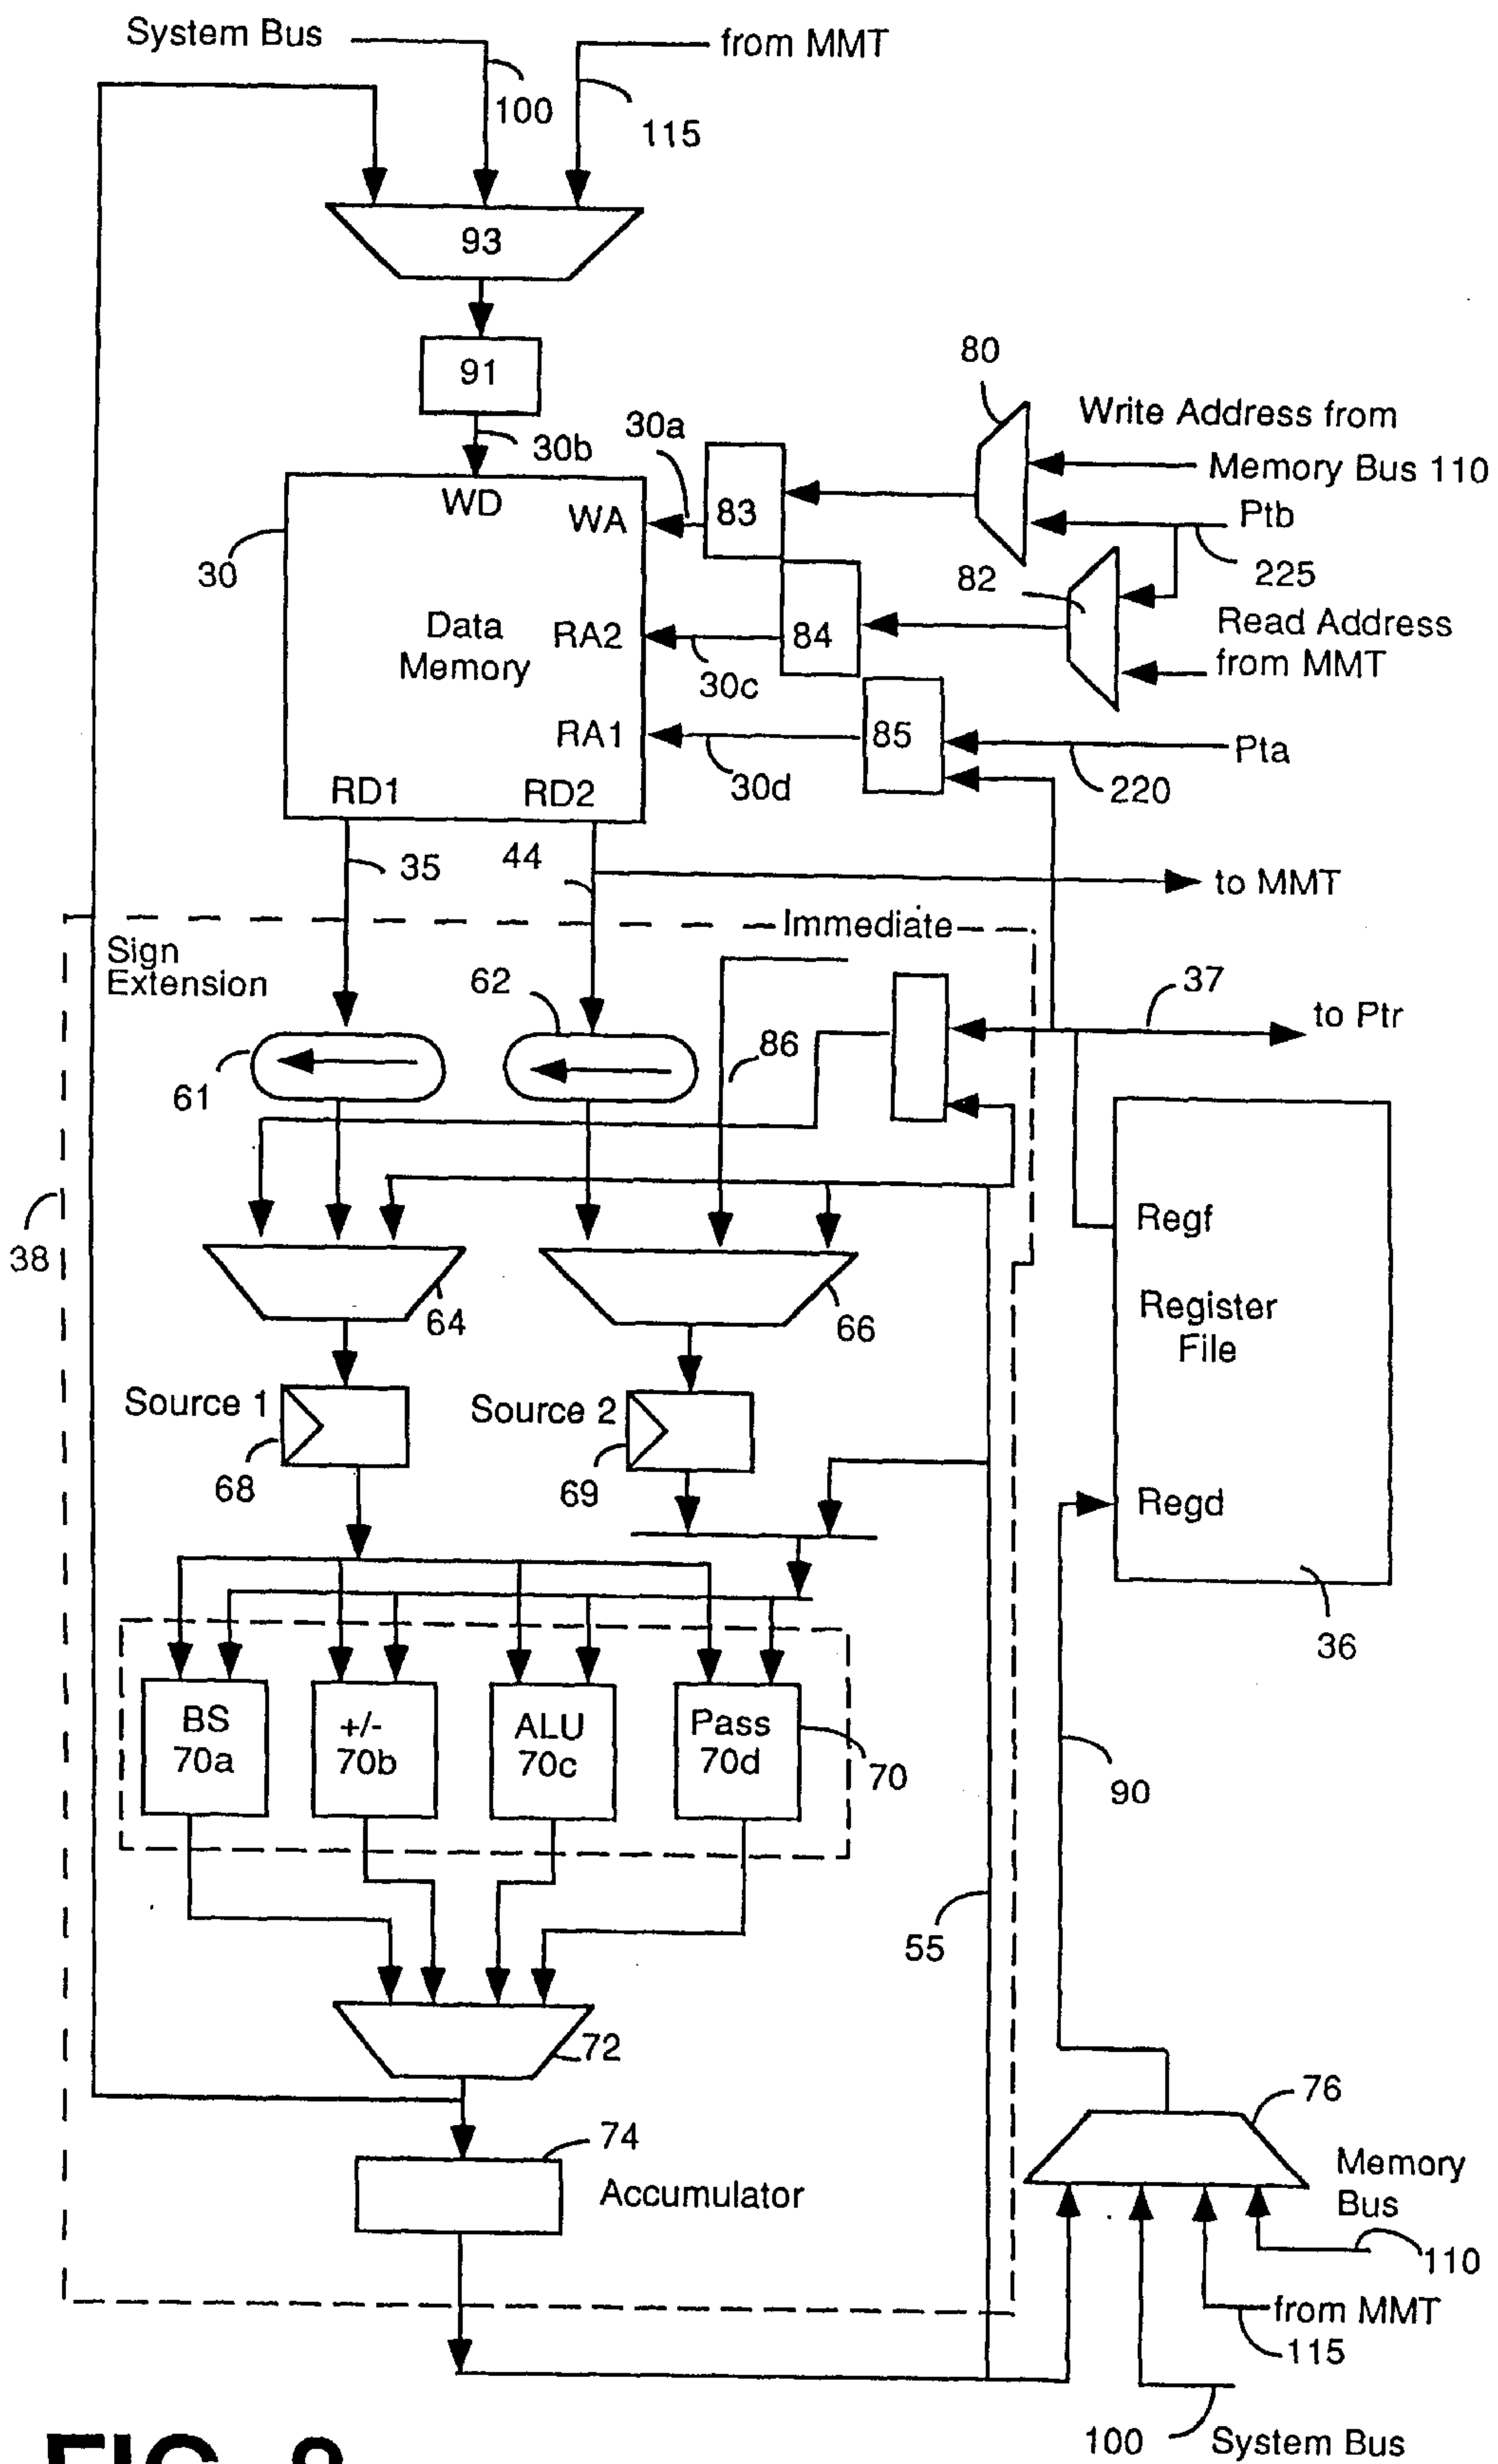 System Bus
from MMT
100
115
93
91
80
30b
30a
Write Address from
Memory Bus 110
WD
WA
83
Ptb
225
30
82
Data
Memory
RA2
84
Read Address
from MMT
30c
RA1
85
Pta
30d
220
RD1
RD2
35
44
to MMT
Immediate
Sign
Extension
62
37
to Ptr
86
61
38
Regf
64
66
Register
File
Source 1
Source 2
68
69
Regd
36
BS
70a
+/-
70b
ALU
70c
Pass
70d
70
90
55
72
76
74
Accumulator
Memory
Bus
110
from MMT
115
100
System Bus
FIG. 8